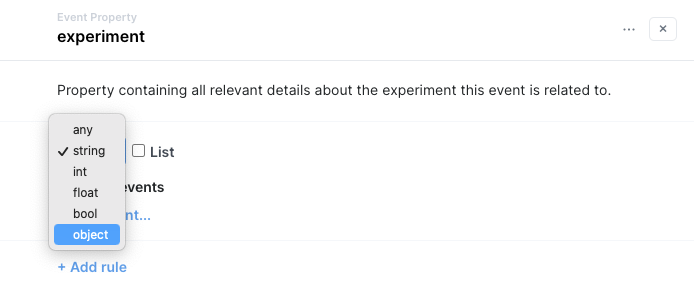 Event Property
experiment
Property containing all relevant details about the experiment this event is related to.
any
string
List
int
float
events
bool
nt...
object
+ Add rule